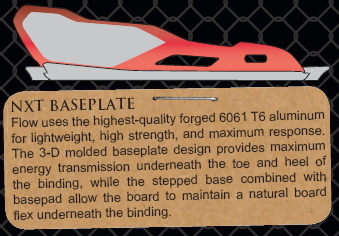 NXT BASEPLATE
Flow uses the highest-quality forged 6061 T6 aluminum
for lightweight, high strength, and maximum response.
The 3-D molded baseplate design provides maximum
energy transmission underneath the toe and heel of
the binding, while the stepped base combined with
basepad allow the board to maintain a natural board
flex underneath the binding.